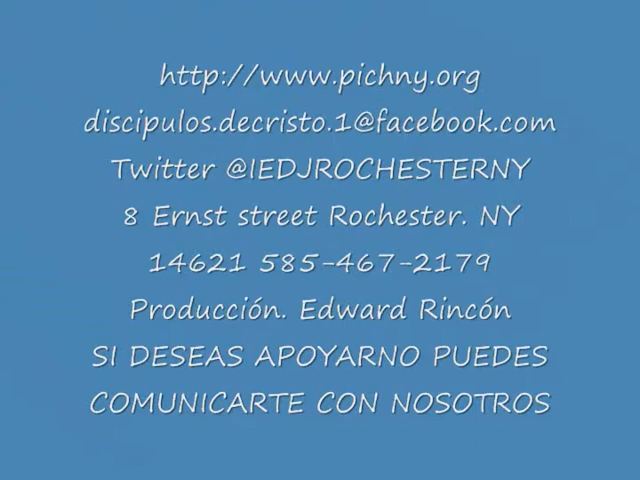 http://www.pichny.org
discipulos.decristo.1@facebook.com
Twitter @IEDJROCHESTERNY
8 Ernst street Rochester. NY
14621 585-467-2179
Producción. Edward Rincón
SI DESEAS APOYARNO PUEDES
COMUNICARTE CON NOSOTROS